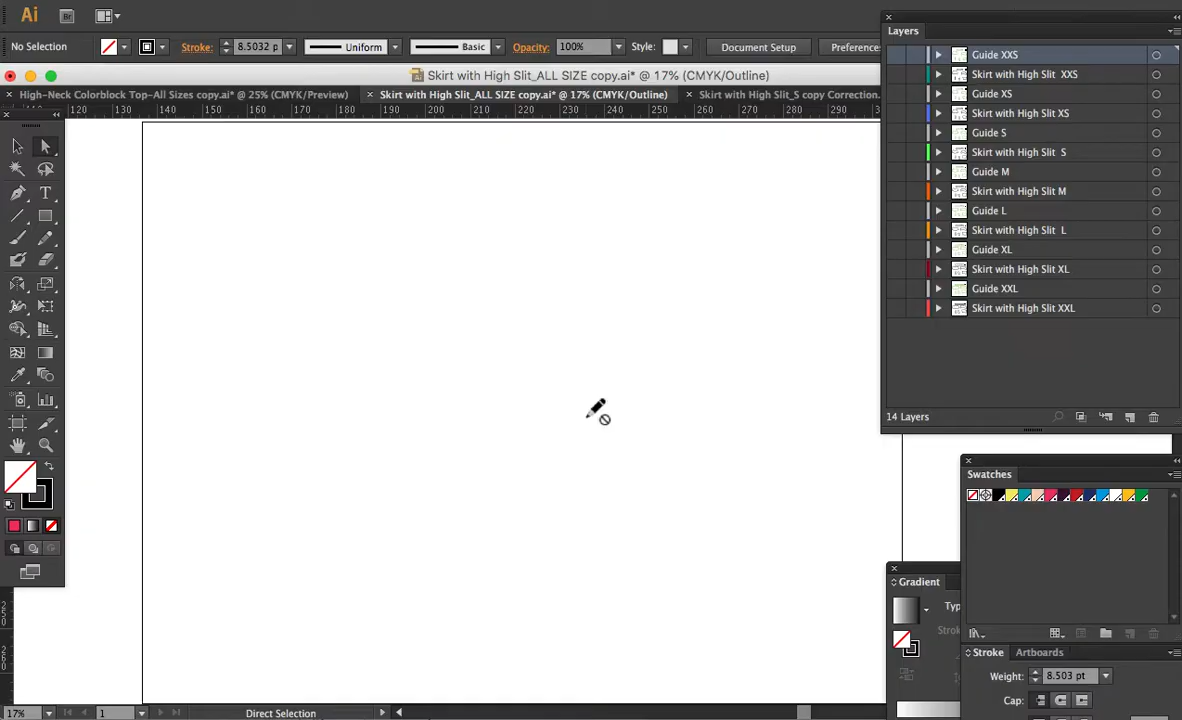 Ai Br
Layers
No Selection Stroke: 8.5032 p Uniform Basic Opacity: 100% Style: Document Setup Preference
Skirt with High Slit_ALL SIZE copy.ai* @ 17% (CMYK/Outline)
High-Neck Colorblock Top-All Sizes copy.ai* @ 25% (CMYK/Preview) Skirt with High Slit_ALL SIZE copy.ai* @ 17% (CMYK/Outline) Skirt with High Slit_S copy Correction.
120 130 140 150 160 170 180 190 200 210 220 230 240 250 260 270 280 290
Guide XXS
Skirt with High Slit XXS
Guide XS
Skirt with High Slit XS
Guide S
Skirt with High Slit S
Guide M
Skirt with High Slit M
Guide L
Skirt with High Slit L
Guide XL
Skirt with High Slit XL
Guide XXL
Skirt with High Slit XXL
14 Layers
Swatches
Gradient
Typ
Strok
Stroke Artboards
Weight: 8.503 pt
Cap:
17% 1 Direct Selection